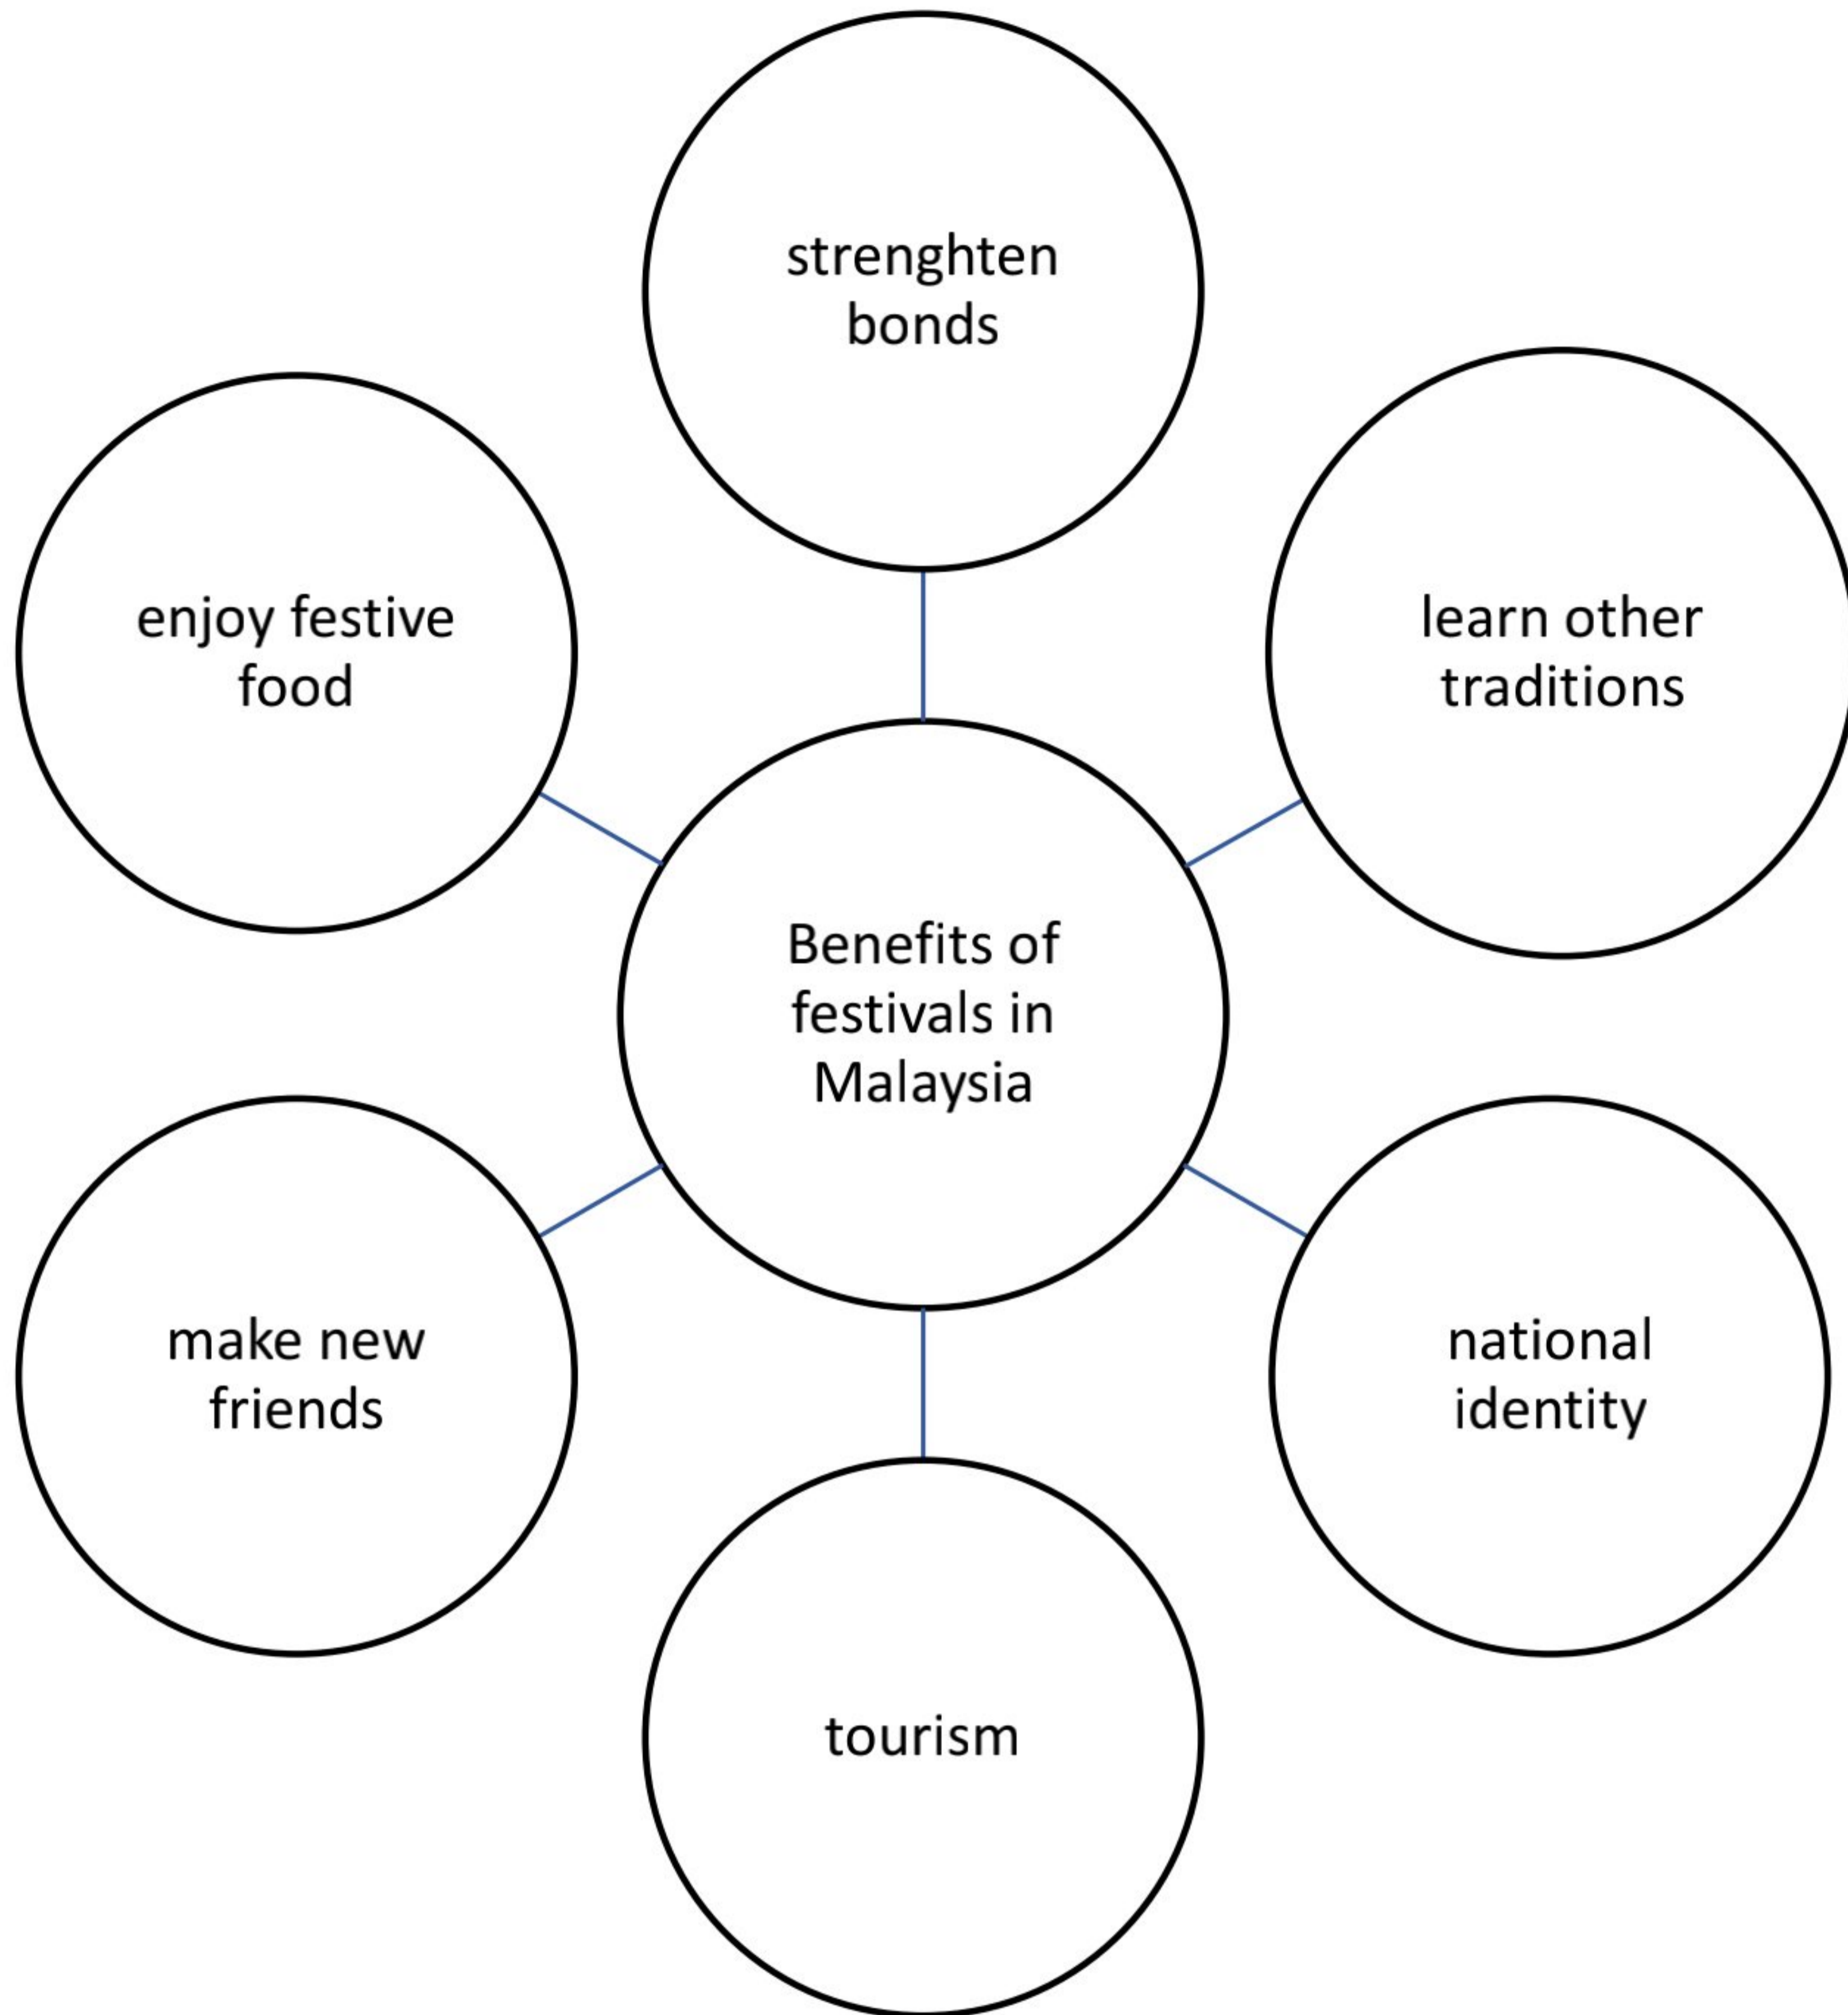 strenghten
bonds
enjoy festive
food
learn other
traditions
Benefits of
festivals in
Malaysia
make new
friends
national
identity
tourism